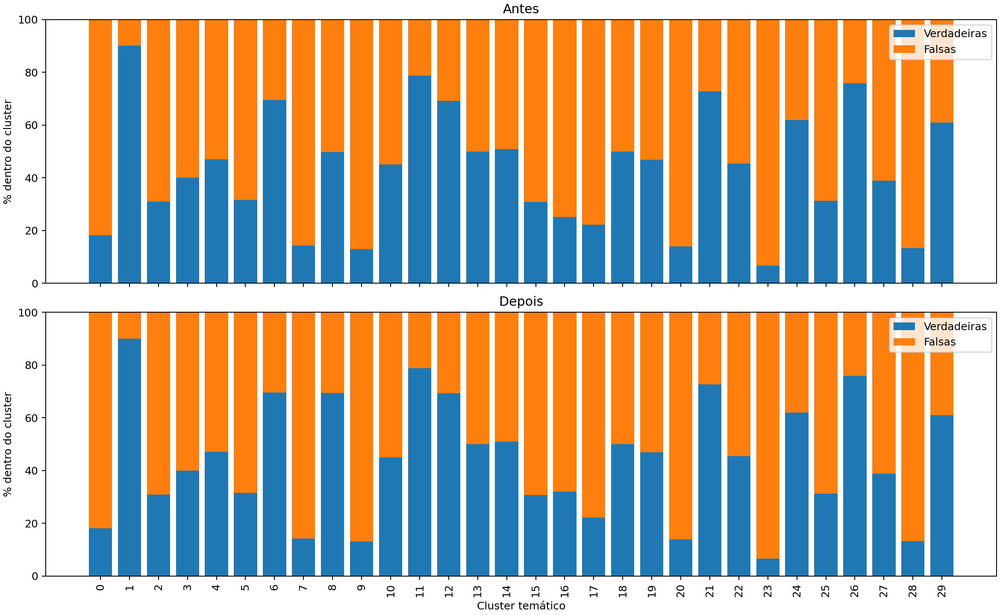 Antes
100
80
60
40
20
0
% dentro do cluster
Verdadeiras
Falsas
Depois
100
80
60
40
20
0
% dentro do cluster
Verdadeiras
Falsas
0 1 2 3 4 5 6 7 8 9 10 11 12 13 14 15 16 17 18 19 20 21 22 23 24 25 26 27 28 29
Cluster temático